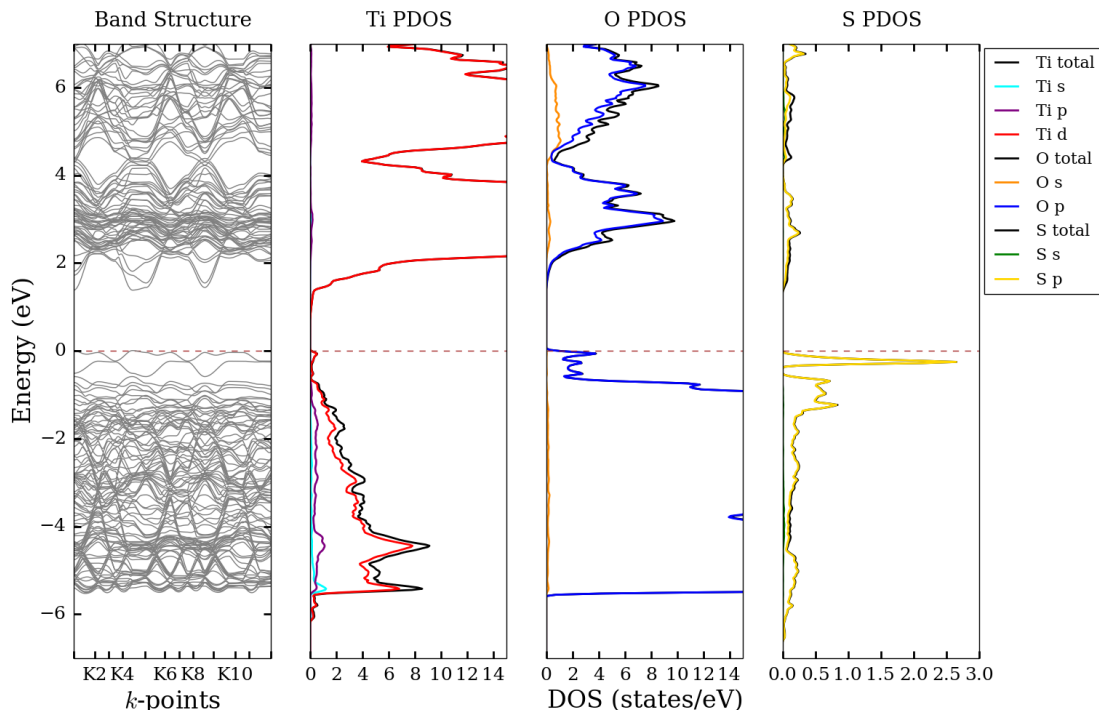 Band Structure
Ti PDOS
O PDOS
S PDOS
Energy (eV)
6
4
2
0
−2
−4
−6
K2 K4 K6 K8 K10
k-points
0 2 4 6 8 10 12 14
0 2 4 6 8 10 12 14
DOS (states/eV)
0.0 0.5 1.0 1.5 2.0 2.5 3.0
Ti total
Ti s
Ti p
Ti d
O total
O s
O p
S total
S s
S p